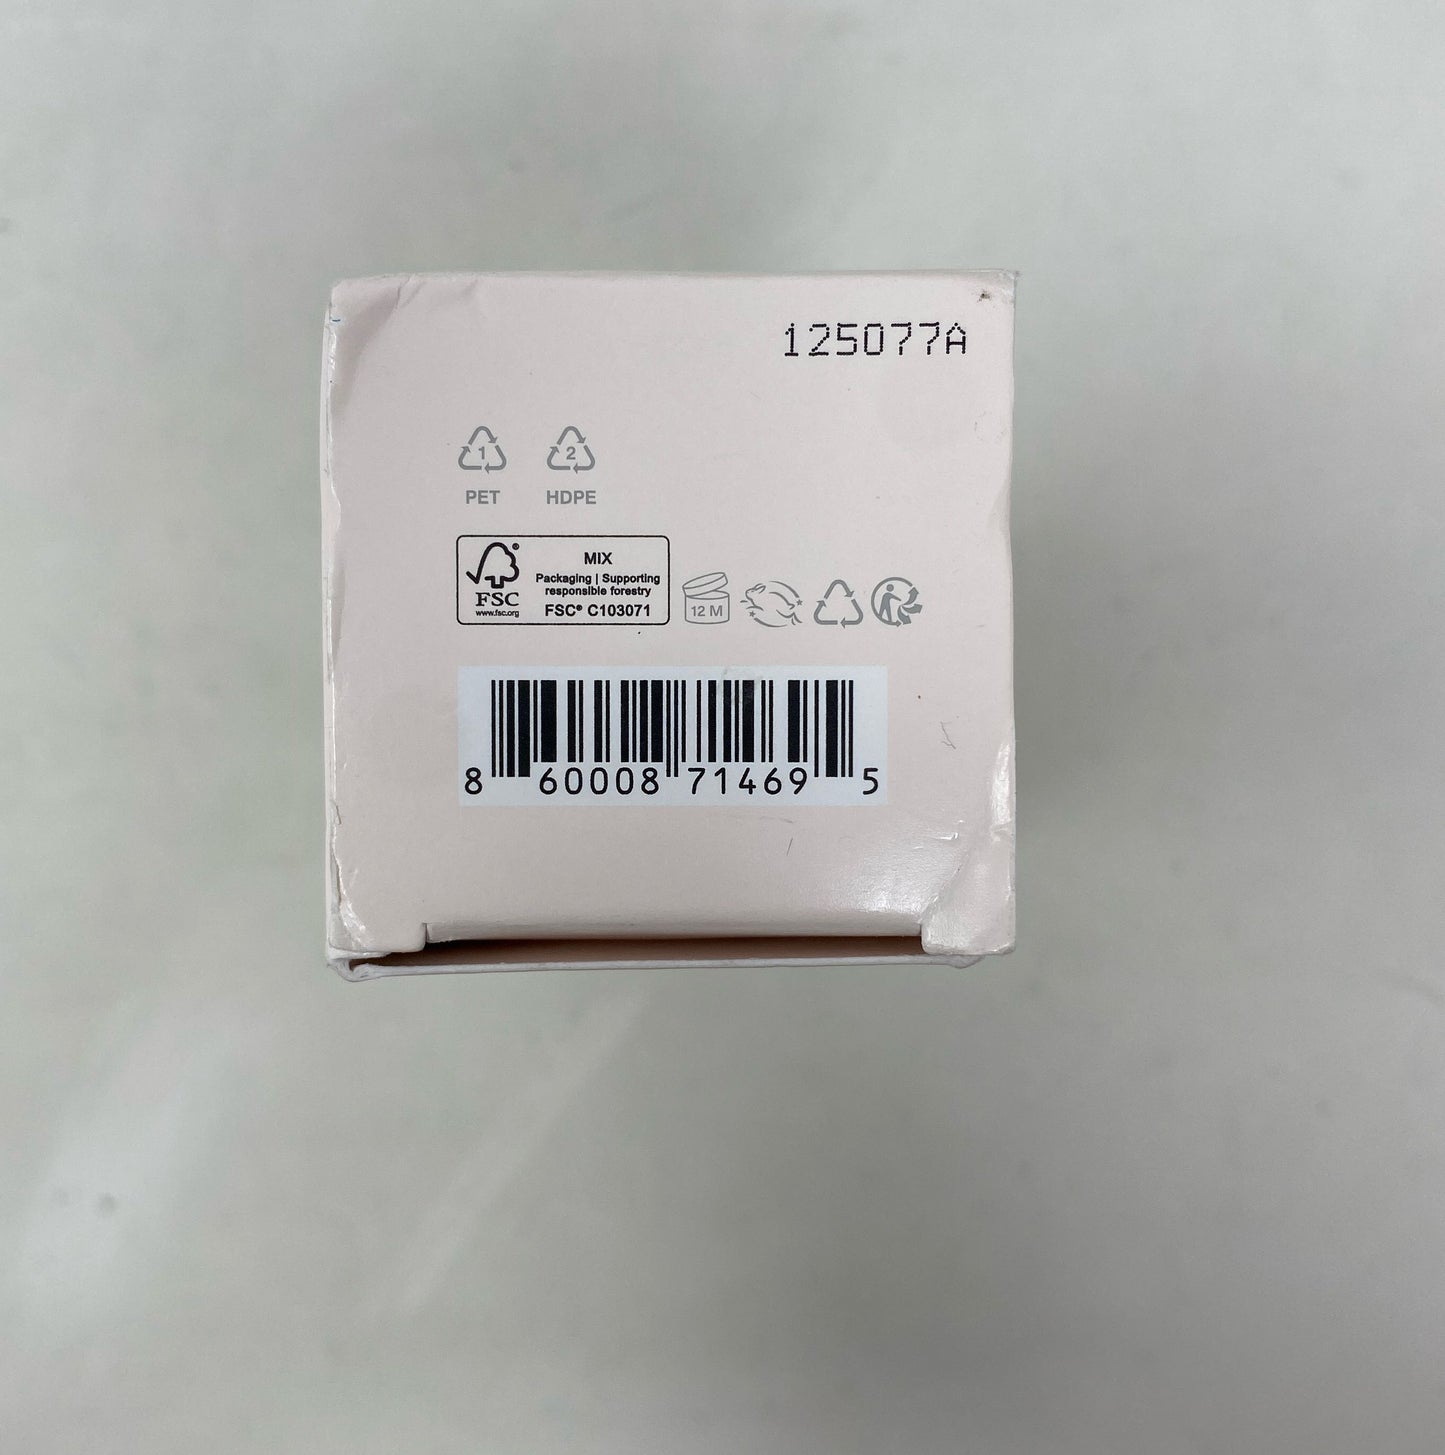 125077A
1 2
PET HDPE
MIX
Packaging | Supporting
responsible forestry
FSC® C103071
FSC
www.fsc.org
12 M
8 60008 71469 5